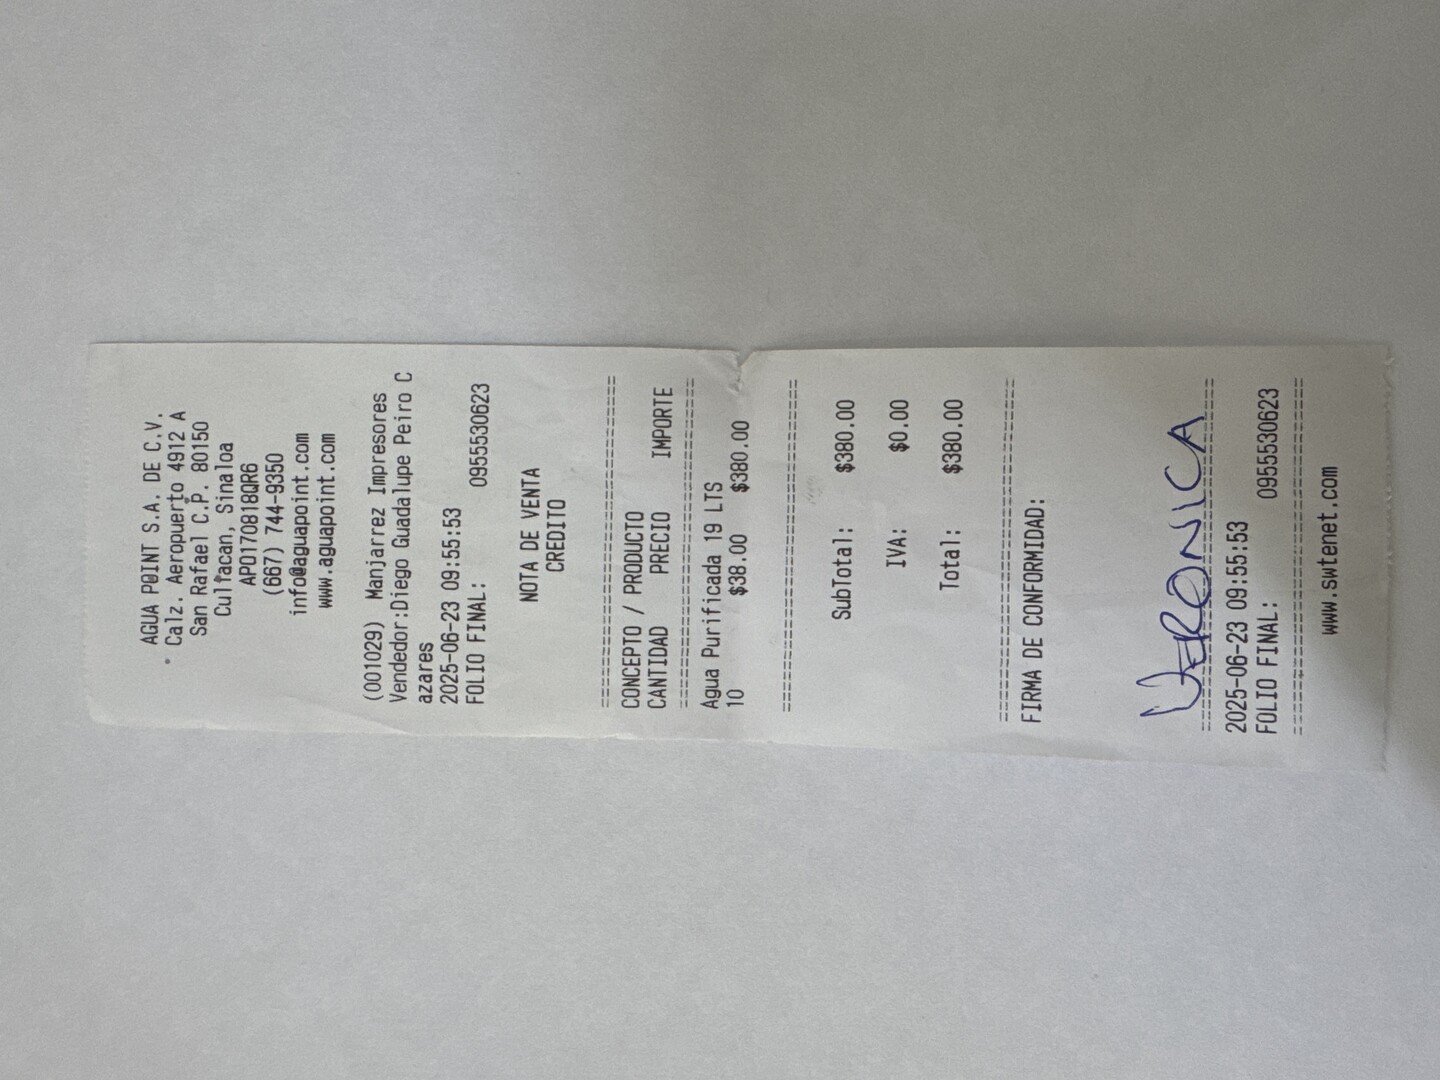 AGUA POINT S.A. DE C.V.
Calz. Aeropuerto 4912 A
San Rafael C.P. 80150
Culiacan, Sinaloa
APO170818QR6
(667) 744-9350
info@aguapoint.com
www.aguapoint.com
(001029) Manjarrez Impresores
Vendedor:Diego Guadalupe Peiro C
azares
2025-06-23 09:55:53
FOLIO FINAL: 0955530623
NOTA DE VENTA
CREDITO
================================
CONCEPTO / PRODUCTO
CANTIDAD PRECIO IMPORTE
================================
Agua Purificada 19 LTS
10 $38.00 $380.00
================================
SubTotal: $380.00
IVA: $0.00
Total: $380.00
================================
FIRMA DE CONFORMIDAD:
VERONICA
================================
2025-06-23 09:55:53
FOLIO FINAL: 0955530623
================================
www.swtenet.com